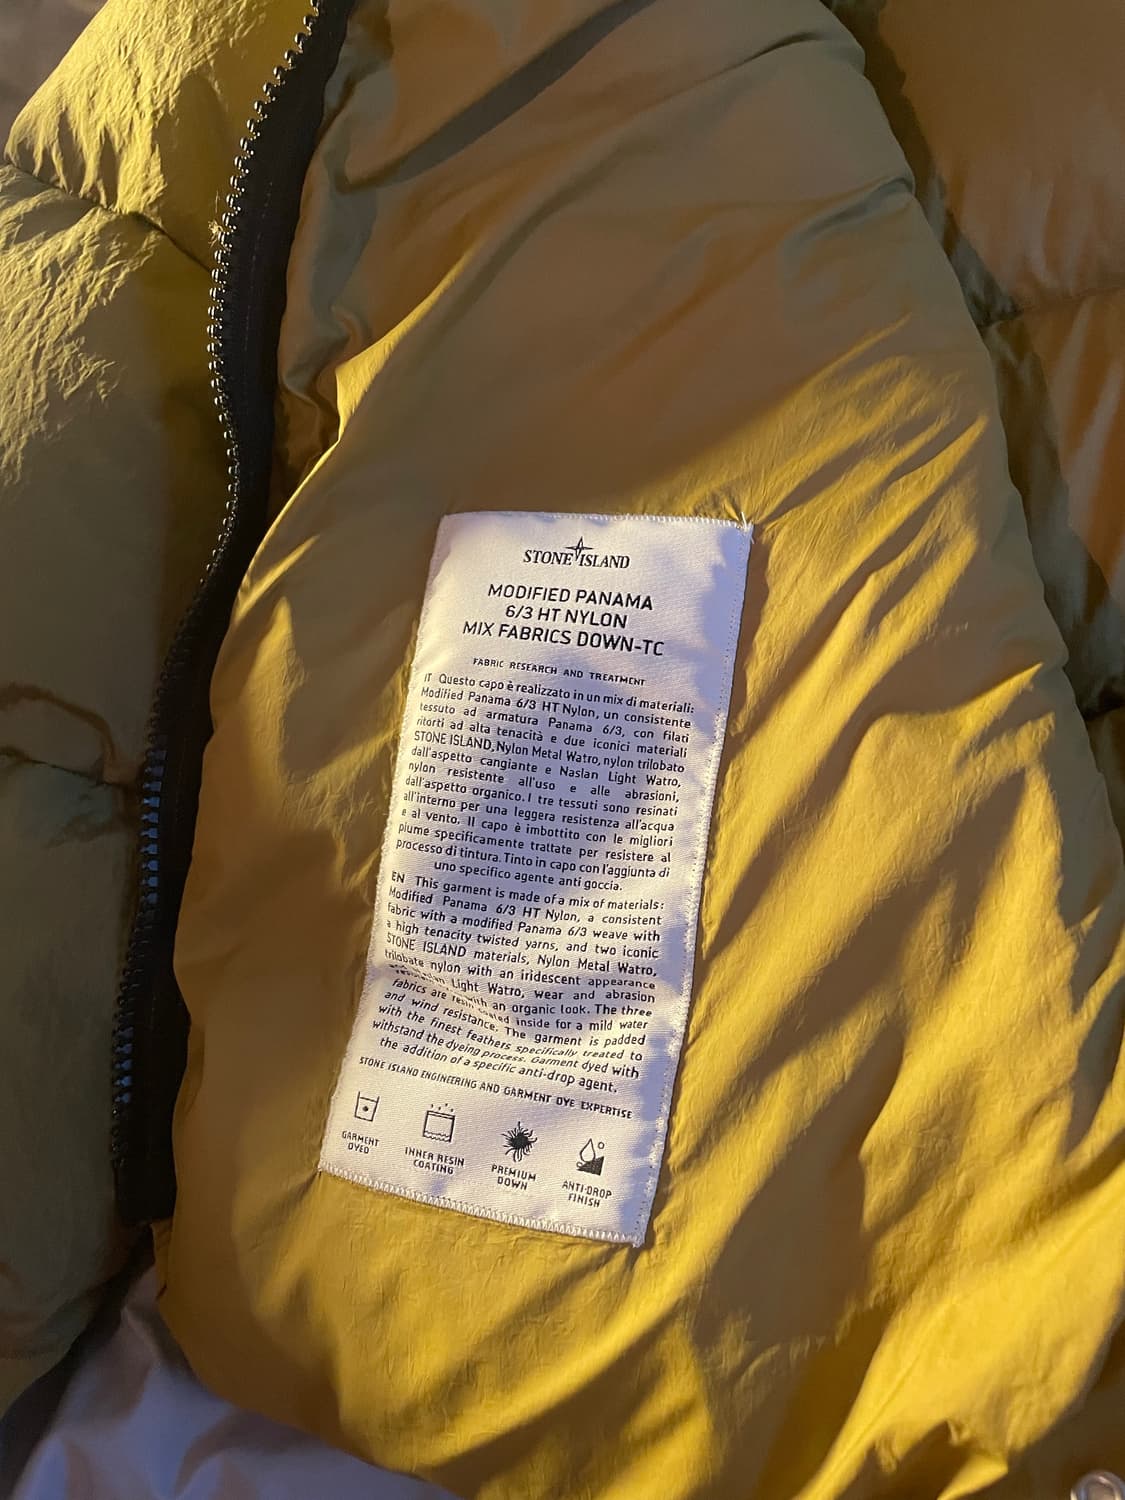 STONE ISLAND
MODIFIED PANAMA
6/3 HT NYLON
MIX FABRICS DOWN-TC
FABRIC RESEARCH AND TREATMENT
IT Questo capo è realizzato in un mix di materiali:
Modified Panama 6/3 HT Nylon, un consistente
tessuto ad armatura Panama 6/3, con filati
ritorti ad alta tenacità e due iconici materiali
STONE ISLAND, Nylon Metal Watro, nylon trilobato
dall'aspetto cangiante e Naslan Light Watro,
nylon resistente all'uso e alle abrasioni,
dall'aspetto organico. I tre tessuti sono resinati
all'interno per una leggera resistenza all'acqua
e al vento. Il capo è imbottito con le migliori
piume specificamente trattate per resistere al
processo di tintura. Tinto in capo con l'aggiunta di
uno specifico agente anti goccia.
EN This garment is made of a mix of materials:
Modified Panama 6/3 HT Nylon, a consistent
fabric with a modified Panama 6/3 weave with
a high tenacity twisted yarns, and two iconic
STONE ISLAND materials, Nylon Metal Watro,
trilobate nylon with an iridescent appearance
Light Watro, wear and abrasion
with an organic look. The three
fabrics are resin coated inside for a mild water
and wind resistance. The garment is padded
with the finest feathers specifically treated to
withstand the dyeing process. Garment dyed with
the addition of a specific anti-drop agent.
STONE ISLAND ENGINEERING AND GARMENT DYE EXPERTISE
GARMENT
DYED
INNER RESIN
COATING
PREMIUM
DOWN
ANTI-DROP
FINISH